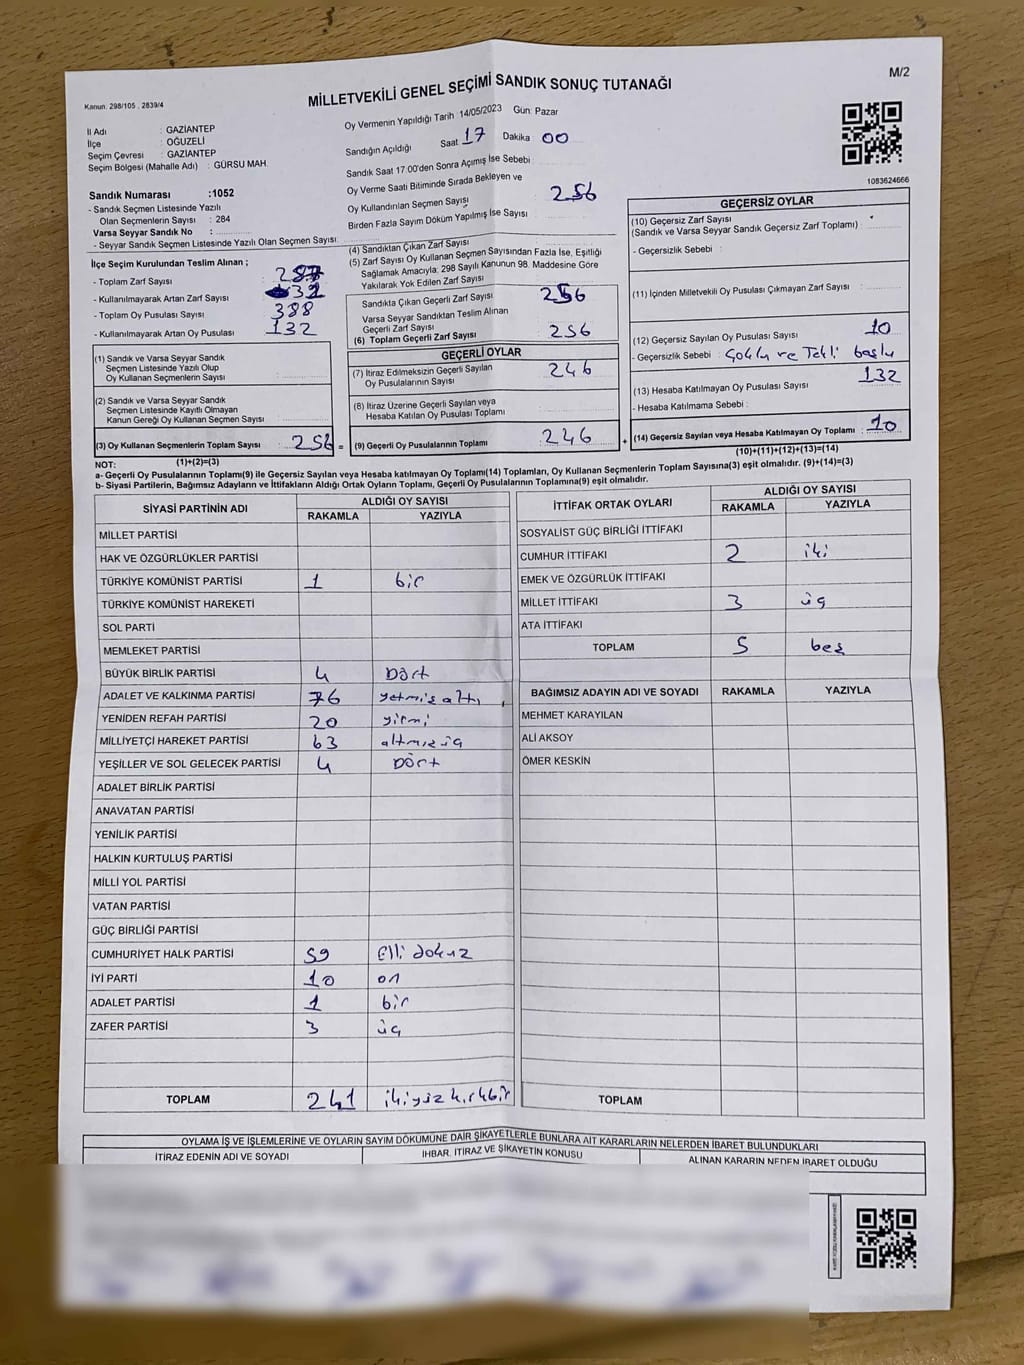 M/2
Kanun: 298/105 , 2839/4
MİLLETVEKİLİ GENEL SEÇİMİ SANDIK SONUÇ TUTANAĞI
İl Adı : GAZİANTEP
İlçe : OĞUZELİ
Seçim Çevresi : GAZİANTEP
Seçim Bölgesi (Mahalle Adı) : GÜRSU MAH.
Sandık Numarası :1052
- Sandık Seçmen Listesinde Yazılı
Olan Seçmenlerin Sayısı : 284
Varsa Seyyar Sandık No :
- Seyyar Sandık Seçmen Listesinde Yazılı Olan Seçmen Sayısı:
Oy Vermenin Yapıldığı Tarih 14/05/2023 Gün: Pazar
Sandığın Açıldığı Saat 17 Dakika 00
Sandık Saat 17.00'den Sonra Açımış İse Sebebi :
Oy Verme Saati Bitiminde Sırada Bekleyen ve
Oy Kullandırılan Seçmen Sayısı 256
Birden Fazla Sayım Döküm Yapılmış İse Sayısı
1083624666
İlçe Seçim Kurulundan Teslim Alınan ;
- Toplam Zarf Sayısı
- Kullanılmayarak Artan Zarf Sayısı
- Toplam Oy Pusulası Sayısı : 388
- Kullanılmayarak Artan Oy Pusulası : 132
(1) Sandık ve Varsa Seyyar Sandık
Seçmen Listesinde Yazılı Olup
Oy Kullanan Seçmenlerin Sayısı :
(2) Sandık ve Varsa Seyyar Sandık
Seçmen Listesinde Kayıtlı Olmayan
Kanun Gereği Oy Kullanan Seçmen Sayısı :
(3) Oy Kullanan Seçmenlerin Toplam Sayısı : 256 =
(1)+(2)=(3)
(4) Sandıktan Çıkan Zarf Sayısı
(5) Zarf Sayısı Oy Kullanan Seçmen Sayısından Fazla İse, Eşitliği
Sağlamak Amacıyla; 298 Sayılı Kanunun 98. Maddesine Göre
Yakılarak Yok Edilen Zarf Sayısı
Sandıkta Çıkan Geçerli Zarf Sayısı 256
Varsa Seyyar Sandıktan Teslim Alınan
Geçerli Zarf Sayısı
(6) Toplam Geçerli Zarf Sayısı 256
GEÇERLİ OYLAR
(7) İtiraz Edilmeksizin Geçerli Sayılan
Oy Pusulalarının Sayısı 246
(8) İtiraz Üzerine Geçerli Sayılan veya
Hesaba Katılan Oy Pusulası Toplamı
(9) Geçerli Oy Pusulalarının Toplamı : 246 +
GEÇERSİZ OYLAR
(10) Geçersiz Zarf Sayısı :
(Sandık ve Varsa Seyyar Sandık Geçersiz Zarf Toplamı)
- Geçersizlik Sebebi :
(11) İçinden Milletvekili Oy Pusulası Çıkmayan Zarf Sayısı :
(12) Geçersiz Sayılan Oy Pusulası Sayısı : 10
- Geçersizlik Sebebi :
(13) Hesaba Katılmayan Oy Pusulası Sayısı : 132
- Hesaba Katılmama Sebebi :
(14) Geçersiz Sayılan veya Hesaba Katılmayan Oy Toplamı : 10
(10)+(11)+(12)+(13)=(14)
NOT:
a- Geçerli Oy Pusulalarının Toplamı(9) ile Geçersiz Sayılan veya Hesaba katılmayan Oy Toplamı(14) Toplamları, Oy Kullanan Seçmenlerin Toplam Sayısına(3) eşit olmalıdır. (9)+(14)=(3)
b- Siyasi Partilerin, Bağımsız Adayların ve İttifakların Aldığı Ortak Oyların Toplamı, Geçerli Oy Pusulalarının Toplamına(9) eşit olmalıdır.
SİYASİ PARTİNİN ADI
ALDIĞI OY SAYISI
RAKAMLA YAZIYLA
MİLLET PARTİSİ
HAK VE ÖZGÜRLÜKLER PARTİSİ
TÜRKİYE KOMÜNİST PARTİSİ 1 bir
TÜRKİYE KOMÜNİST HAREKETİ
SOL PARTİ
MEMLEKET PARTİSİ
BÜYÜK BİRLİK PARTİSİ 4 Dört
ADALET VE KALKINMA PARTİSİ 76 yetmiş altı
YENİDEN REFAH PARTİSİ 20 yirmi
MİLLİYETÇİ HAREKET PARTİSİ 63 altmış üç
YEŞİLLER VE SOL GELECEK PARTİSİ 4 Dört
ADALET BİRLİK PARTİSİ
ANAVATAN PARTİSİ
YENİLİK PARTİSİ
HALKIN KURTULUŞ PARTİSİ
MİLLİ YOL PARTİSİ
VATAN PARTİSİ
GÜÇ BİRLİĞİ PARTİSİ
CUMHURİYET HALK PARTİSİ 59 Elli dokuz
İYİ PARTİ 10 on
ADALET PARTİSİ 1 bir
ZAFER PARTİSİ 3 üç
TOPLAM 241 ikiyüz kırkbir
İTTİFAK ORTAK OYLARI
ALDIĞI OY SAYISI
RAKAMLA YAZIYLA
SOSYALİST GÜÇ BİRLİĞİ İTTİFAKI
CUMHUR İTTİFAKI 2 iki
EMEK VE ÖZGÜRLÜK İTTİFAKI
MİLLET İTTİFAKI 3 üç
ATA İTTİFAKI
TOPLAM 5 beş
BAĞIMSIZ ADAYIN ADI VE SOYADI RAKAMLA YAZIYLA
MEHMET KARAYILAN
ALİ AKSOY
ÖMER KESKİN
TOPLAM
OYLAMA İŞ VE İŞLEMLERİNE VE OYLARIN SAYIM DÖKÜMÜNE DAİR ŞİKAYETLERLE BUNLARA AİT KARARLARIN NELERDEN İBARET BULUNDUKLARI
İTİRAZ EDENİN ADI VE SOYADI
İHBAR, İTİRAZ VE ŞİKAYETİN KONUSU
ALINAN KARARIN NEDEN İBARET OLDUĞU